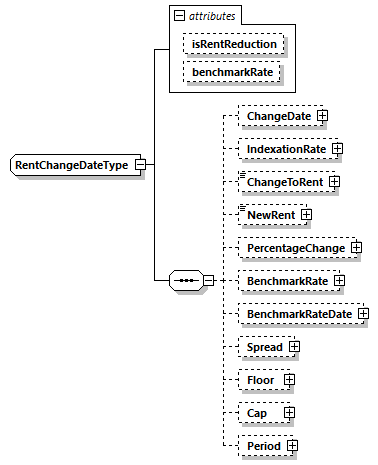 attributes
isRentReduction
benchmarkRate
RentChangeDateType
ChangeDate
IndexationRate
ChangeToRent
NewRent
PercentageChange
BenchmarkRate
BenchmarkRateDate
Spread
Floor
Cap
Period